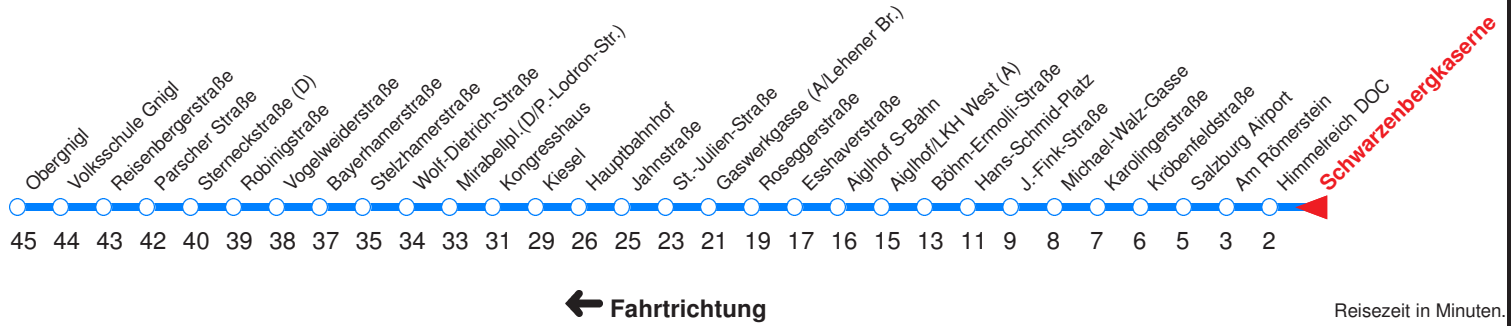 Obergnigl
Volksschule Gnigl
Reisenbergerstraße
Parscher Straße
Sterneckstraße (D)
Robinigstraße
Vogelweiderstraße
Bayerhamerstraße
Stelzhamerstraße
Wolf-Dietrich-Straße
Mirabellpl.(D/P.-Lodron-Str.)
Kongresshaus
Kiesel
Hauptbahnhof
Jahnstraße
St.-Julien-Straße
Gaswerkgasse (A/Lehener Br.)
Roseggerstraße
Esshaverstraße
Aiglhof S-Bahn
Aiglhof/LKH West (A)
Böhm-Ermolli-Straße
Hans-Schmid-Platz
J.-Fink-Straße
Michael-Walz-Gasse
Karolingerstraße
Kröbenfeldstraße
Salzburg Airport
Am Römerstein
Himmelreich DOC
Schwarzenbergkaserne
45 44 43 42 40 39 38 37 35 34 33 31 29 26 25 23 21 19 17 16 15 13 11 9 8 7 6 5 3 2
Fahrtrichtung
Reisezeit in Minuten.